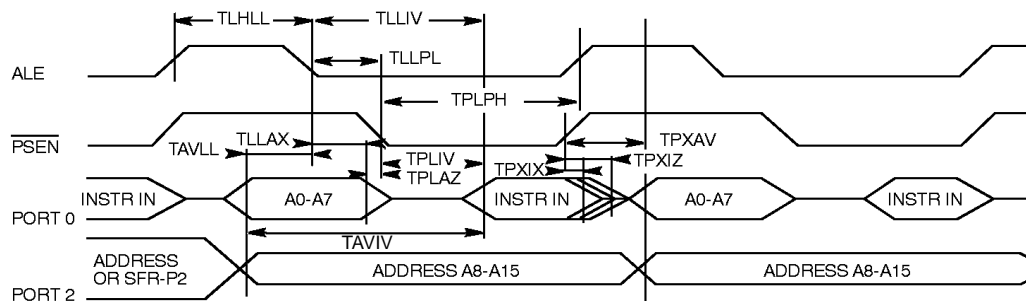 TLHLL TLLIV
TLLPL
ALE
TPLPH
PSEN
TLLAX
TAVLL
TPXAV
TPLIV
TPXIZ
TPLAZ
TPXIX
INSTR IN A0-A7 INSTR IN A0-A7 INSTR IN
PORT 0
TAVIV
ADDRESS
OR SFR-P2
ADDRESS A8-A15 ADDRESS A8-A15
PORT 2